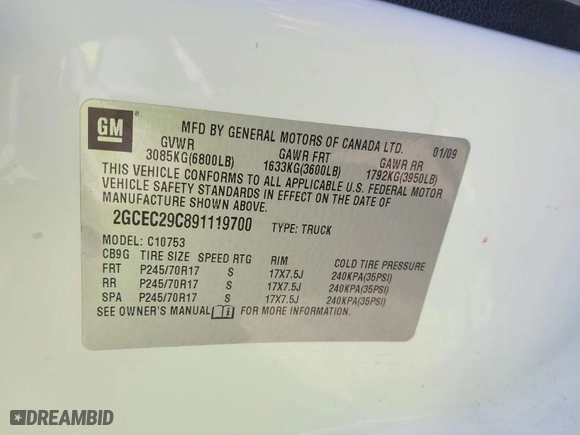 GM
MFD BY GENERAL MOTORS OF CANADA LTD. 01/09
GVWR GAWR FRT GAWR RR
3085KG(6800LB) 1633KG(3600LB) 1792KG(3950LB)
THIS VEHICLE CONFORMS TO ALL APPLICABLE U.S. FEDERAL MOTOR
VEHICLE SAFETY STANDARDS IN EFFECT ON THE DATE OF
MANUFACTURE SHOWN ABOVE.
2GCEC29C891119700 TYPE: TRUCK
MODEL: C10753
CB9G TIRE SIZE SPEED RTG RIM COLD TIRE PRESSURE
FRT P245/70R17 S 17X7.5J 240KPA(35PSI)
RR P245/70R17 S 17X7.5J 240KPA(35PSI)
SPA P245/70R17 S 17X7.5J 240KPA(35PSI)
SEE OWNER'S MANUAL FOR MORE INFORMATION.
DREAMBID